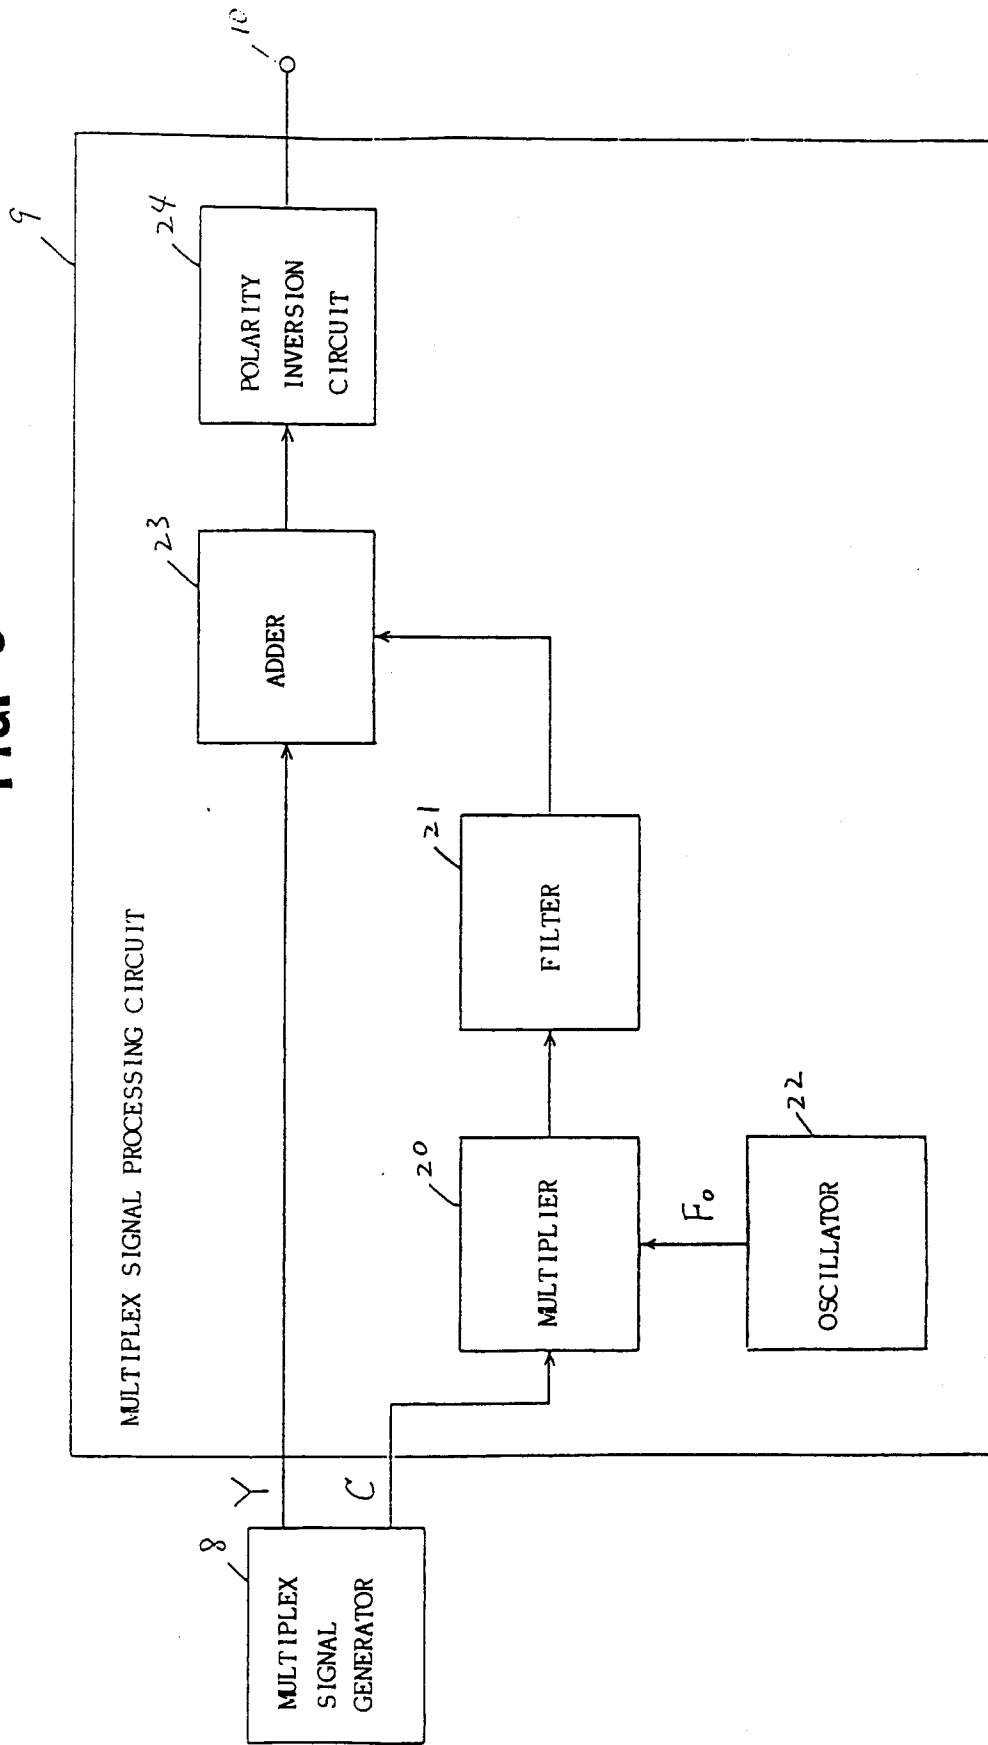 9
MULTIPLEX SIGNAL PROCESSING CIRCUIT
8
MULTIPLEX
SIGNAL
GENERATOR
Y
C
23
ADDER
24
POLARITY
INVERSION
CIRCUIT
10
20
MULTIPLIER
21
FILTER
F₀
22
OSCILLATOR